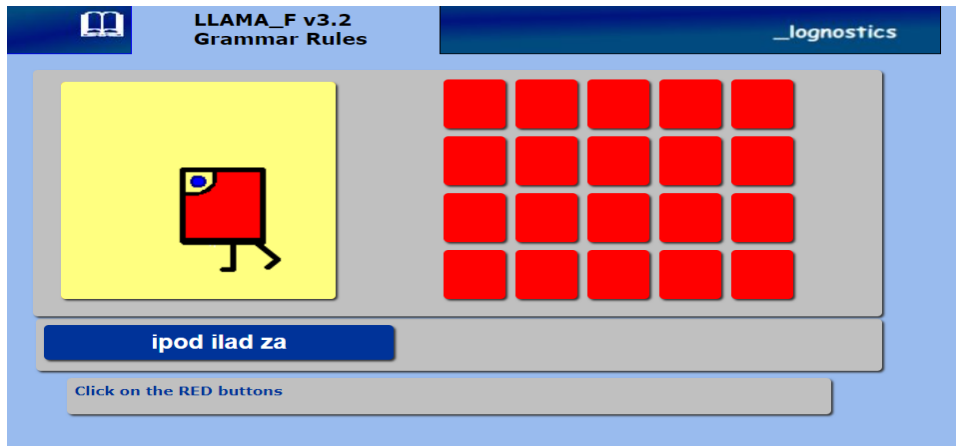 LLAMA_F v3.2
Grammar Rules
_lognostics
ipod ilad za
Click on the RED buttons